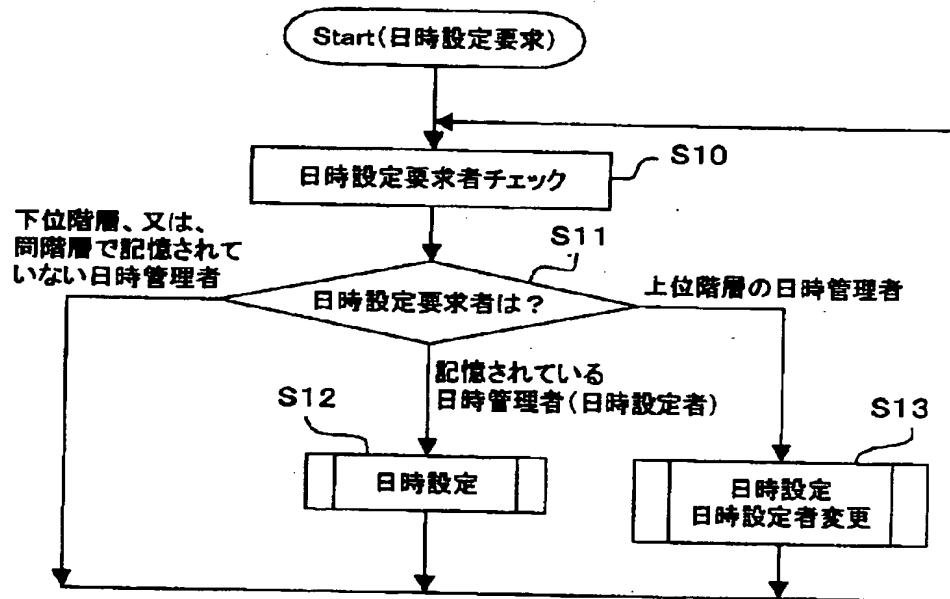 Start(日時設定要求)
日時設定要求者チェック
S10
下位階層、又は、
同階層で記憶されて
いない日時管理者
S11
日時設定要求者は?
上位階層の日時管理者
記憶されている
日時管理者(日時設定者)
S12
日時設定
S13
日時設定
日時設定者変更